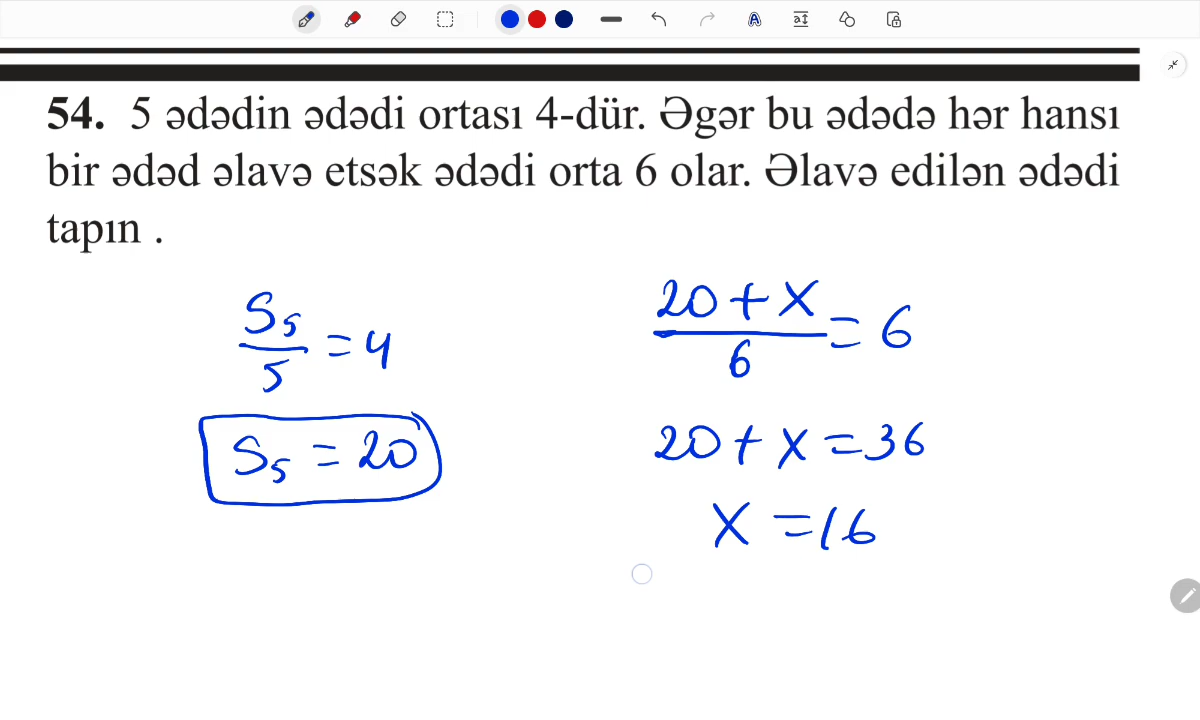 54. 5 ədədin ədədi ortası 4-dür. Əgər bu ədədə hər hansı
bir ədəd əlavə etsək ədədi orta 6 olar. Əlavə edilən ədədi
tapın .
S₅/5 = 4
S₅ = 20
(20 + x)/6 = 6
20 + x = 36
x = 16